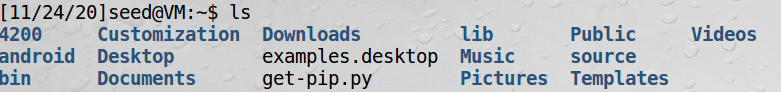 [11/24/20]seed@VM:~$ ls
4200 Customization Downloads lib Public Videos
android Desktop examples.desktop Music source
bin Documents get-pip.py Pictures Templates